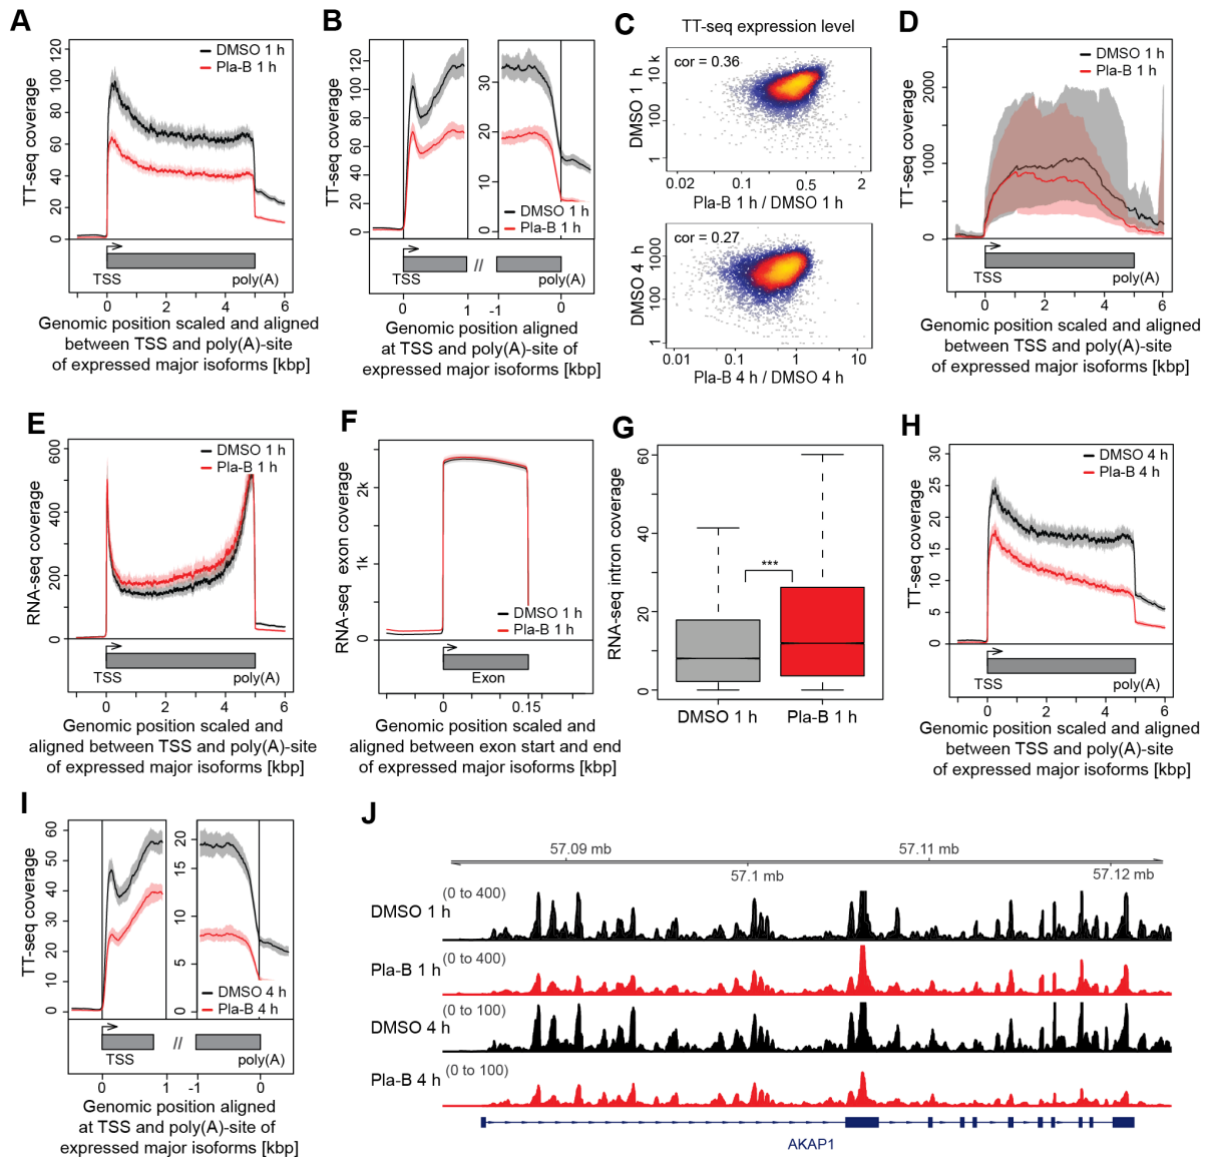 A
TT-seq coverage
120
100
80
60
40
20
0
DMSO 1 h
Pla-B 1 h
TSS
poly(A)
0 2 4 6
Genomic position scaled and aligned
between TSS and poly(A)-site
of expressed major isoforms [kbp]
B
TT-seq coverage
120
100
80
60
40
20
0
30
20
10
0
DMSO 1 h
Pla-B 1 h
TSS
//
poly(A)
0 1 -1 0
Genomic position aligned
at TSS and poly(A)-site of
expressed major isoforms [kbp]
C
TT-seq expression level
DMSO 1 h
10 k
100
1
cor = 0.36
0.02 0.1 0.5 2
Pla-B 1 h / DMSO 1 h
DMSO 4 h
1000
100
1
cor = 0.27
0.01 0.1 1 10
Pla-B 4 h / DMSO 4 h
D
TT-seq coverage
2000
1000
0
DMSO 1 h
Pla-B 1 h
TSS
poly(A)
0 2 4 6
Genomic position scaled and aligned
between TSS and poly(A)-site
of expressed major isoforms [kbp]
E
RNA-seq coverage
600
400
200
0
DMSO 1 h
Pla-B 1 h
TSS
poly(A)
0 2 4 6
Genomic position scaled and
aligned between TSS and poly(A)-site
of expressed major isoforms [kbp]
F
RNA-seq exon coverage
2k
1k
0
DMSO 1 h
Pla-B 1 h
Exon
0 0.15
Genomic position scaled and
aligned between exon start and end
of expressed major isoforms [kbp]
G
RNA-seq intron coverage
60
40
20
0
***
DMSO 1 h
Pla-B 1 h
H
TT-seq coverage
30
25
20
15
10
5
0
DMSO 4 h
Pla-B 4 h
TSS
poly(A)
0 2 4 6
Genomic position scaled and aligned
between TSS and poly(A)-site
of expressed major isoforms [kbp]
I
TT-seq coverage
60
50
40
30
20
10
0
20
15
10
5
0
DMSO 4 h
Pla-B 4 h
TSS
//
poly(A)
0 1 -1 0
Genomic position aligned
at TSS and poly(A)-site of
expressed major isoforms [kbp]
J
57.09 mb
57.11 mb
57.1 mb
57.12 mb
DMSO 1 h
(0 to 400)
Pla-B 1 h
(0 to 400)
DMSO 4 h
(0 to 100)
Pla-B 4 h
(0 to 100)
AKAP1